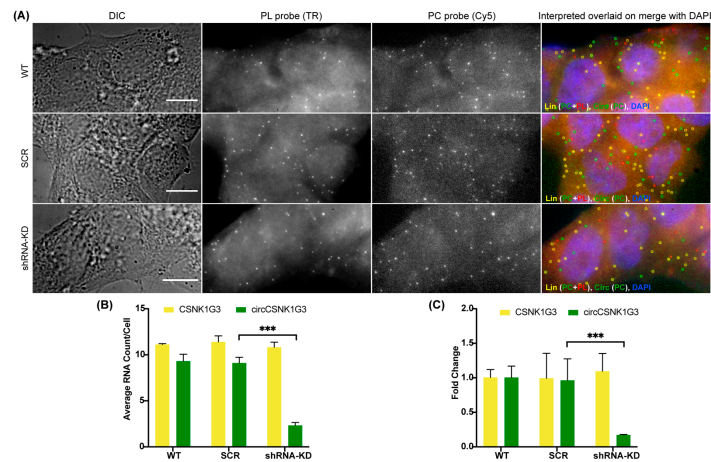 (A)
DIC
PL probe (TR)
PC probe (Cy5)
Interpreted overlaid on merge with DAPI
WT
Lin (PC+PL), Circ (PC), DAPI
SCR
Lin (PC+PL), Circ (PC), DAPI
shRNA-KD
Lin (PC+PL), Circ (PC), DAPI
(B)
CSNK1G3
circCSNK1G3
Average RNA Count/Cell
15
10
5
0
***
WT
SCR
shRNA-KD
(C)
CSNK1G3
circCSNK1G3
Fold Change
2.0
1.5
1.0
0.5
0.0
***
WT
SCR
shRNA-KD